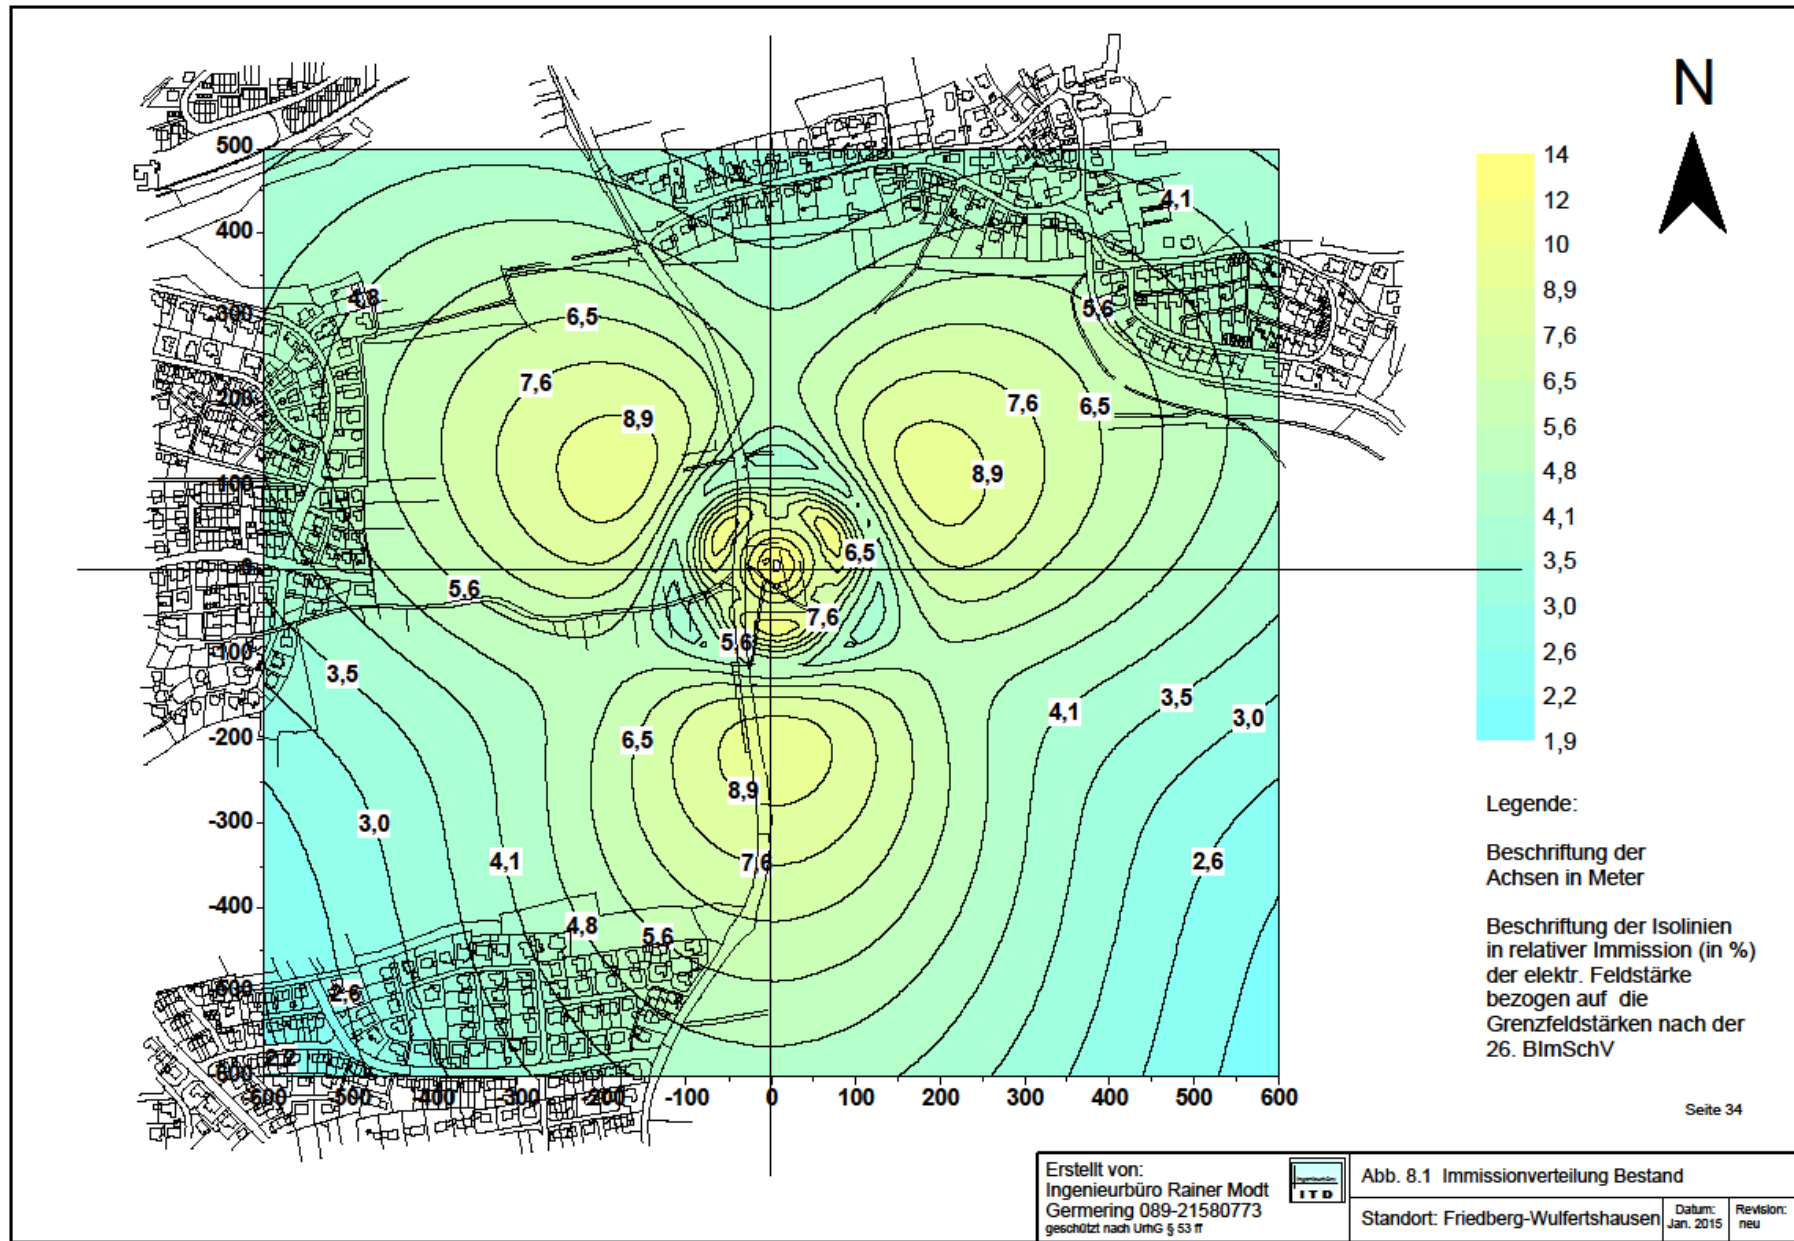 N
500
400
300
200
100
0
-100
-200
-300
-400
-500
-600
-600
-500
-400
-300
-200
-100
0
100
200
300
400
500
600
4,1
4,8
5,6
6,5
7,6
7,6
6,5
8,9
8,9
6,5
5,6
7,6
5,6
3,5
3,5
4,1
3,0
6,5
8,9
3,0
4,1
7,6
2,6
4,8
5,6
2,6
2,2
14
12
10
8,9
7,6
6,5
5,6
4,8
4,1
3,5
3,0
2,6
2,2
1,9
Legende:
Beschriftung der
Achsen in Meter
Beschriftung der Isolinien
in relativer Immission (in %)
der elektr. Feldstärke
bezogen auf die
Grenzfeldstärken nach der
26. BImSchV
Seite 34
Erstellt von:
Ingenieurbüro Rainer Modt
Germering 089-21580773
geschützt nach UrhG § 53 ff
Ingenieurbüro
ITD
Abb. 8.1 Immissionverteilung Bestand
Standort: Friedberg-Wulfertshausen
Datum:
Jan. 2015
Revision:
neu